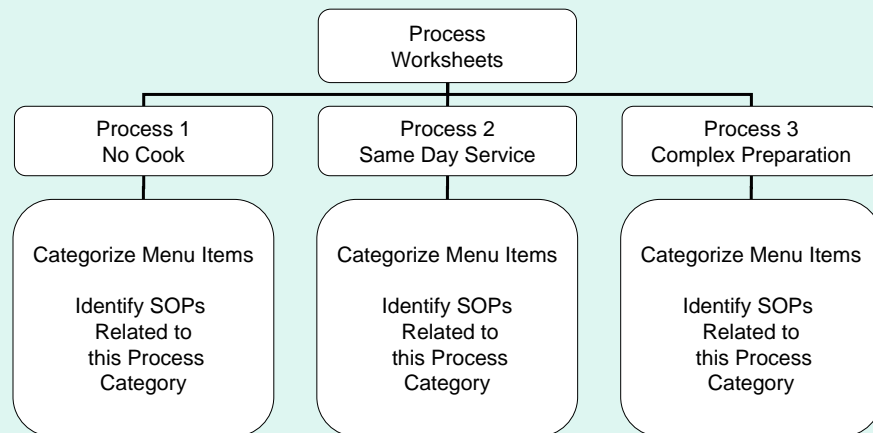 Process
Worksheets
Process 1
No Cook
Process 2
Same Day Service
Process 3
Complex Preparation
Categorize Menu Items
Identify SOPs
Related to
this Process
Category
Categorize Menu Items
Identify SOPs
Related to
this Process
Category
Categorize Menu Items
Identify SOPs
Related to
this Process
Category